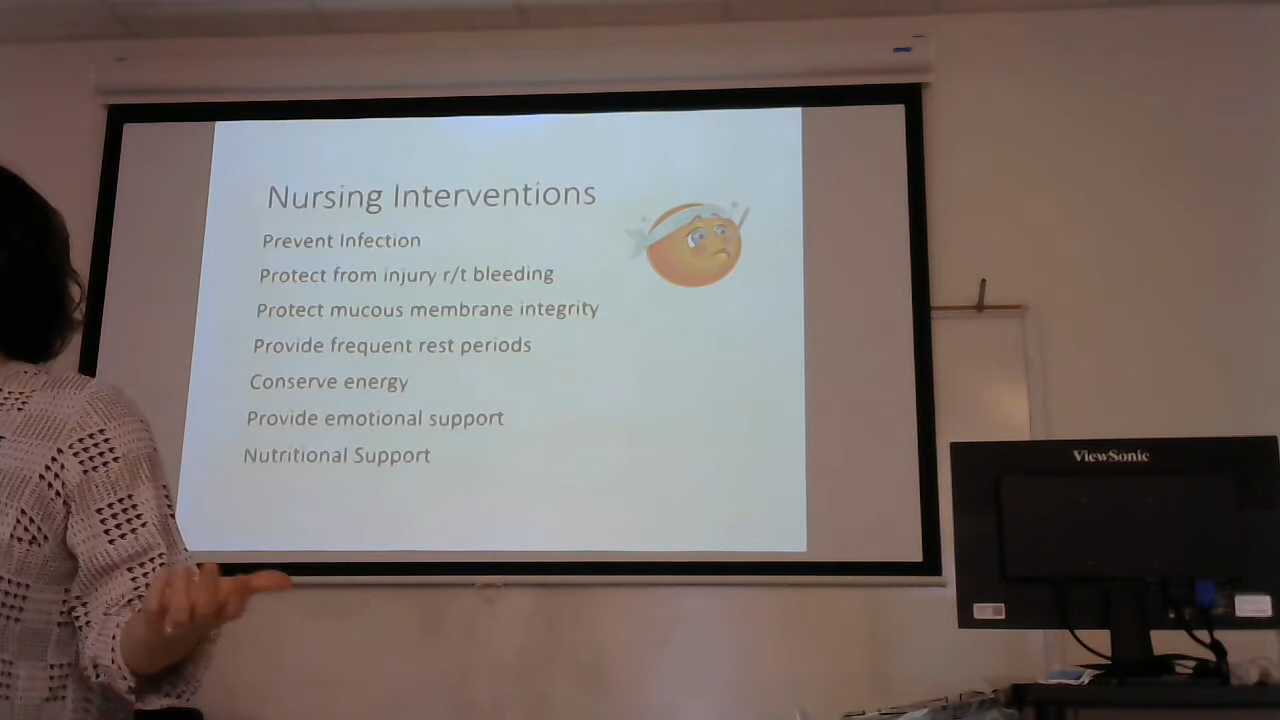 Nursing Interventions
Prevent Infection
Protect from injury r/t bleeding
Protect mucous membrane integrity
Provide frequent rest periods
Conserve energy
Provide emotional support
Nutritional Support
ViewSonic